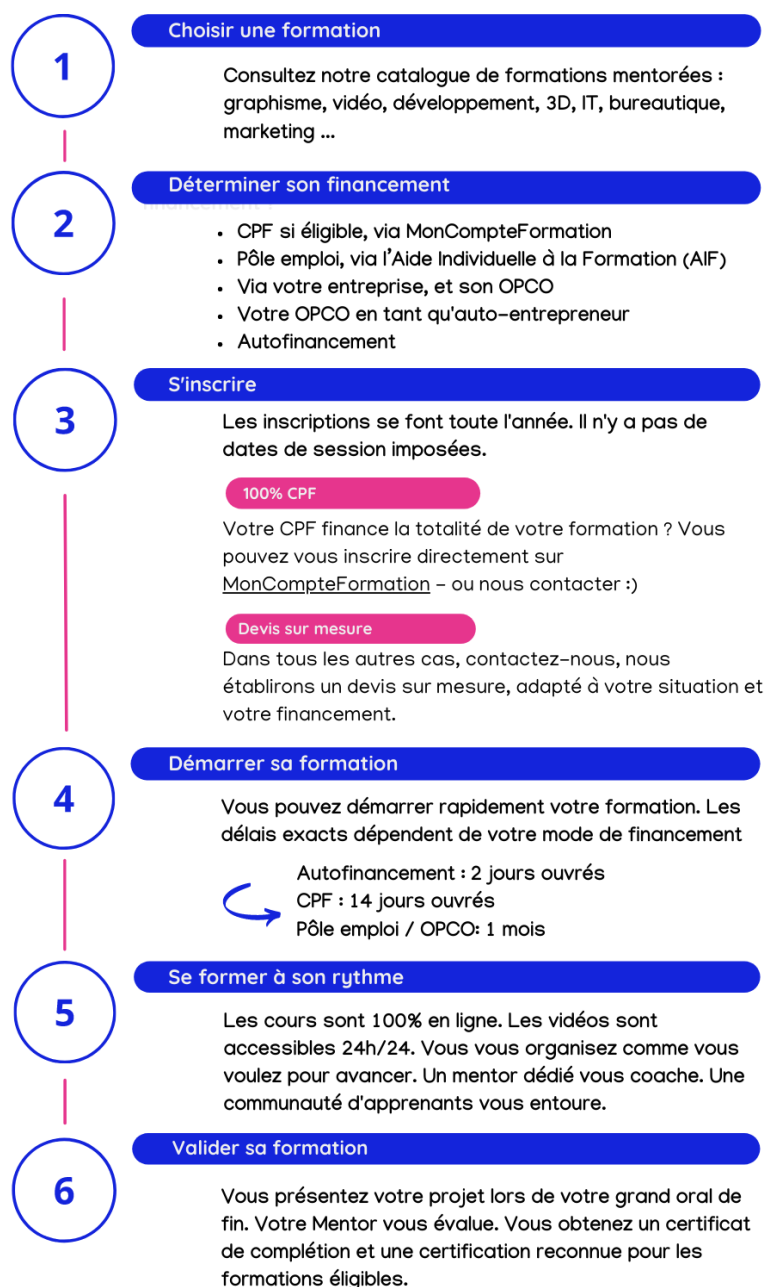 1
Choisir une formation
Consultez notre catalogue de formations mentorées :
graphisme, vidéo, développement, 3D, IT, bureautique,
marketing ...
2
Déterminer son financement
financement ?
• CPF si éligible, via MonCompteFormation
• Pôle emploi, via l'Aide Individuelle à la Formation (AIF)
• Via votre entreprise, et son OPCO
• Votre OPCO en tant qu'auto-entrepreneur
• Autofinancement
3
S'inscrire
Les inscriptions se font toute l'année. Il n'y a pas de
dates de session imposées.
100% CPF
Votre CPF finance la totalité de votre formation ? Vous
pouvez vous inscrire directement sur
MonCompteFormation - ou nous contacter :)
Devis sur mesure
Dans tous les autres cas, contactez-nous, nous
établirons un devis sur mesure, adapté à votre situation et
votre financement.
4
Démarrer sa formation
Vous pouvez démarrer rapidement votre formation. Les
délais exacts dépendent de votre mode de financement
Autofinancement : 2 jours ouvrés
CPF : 14 jours ouvrés
Pôle emploi / OPCO: 1 mois
5
Se former à son rythme
Les cours sont 100% en ligne. Les vidéos sont
accessibles 24h/24. Vous vous organisez comme vous
voulez pour avancer. Un mentor dédié vous coache. Une
communauté d'apprenants vous entoure.
6
Valider sa formation
Vous présentez votre projet lors de votre grand oral de
fin. Votre Mentor vous évalue. Vous obtenez un certificat
de complétion et une certification reconnue pour les
formations éligibles.